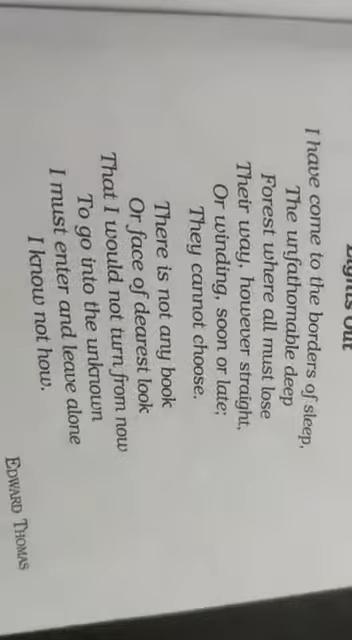 Lights Out
I have come to the borders of sleep,
The unfathomable deep
Forest where all must lose
Their way, however straight,
Or winding, soon or late;
They cannot choose.
There is not any book
Or face of dearest look
That I would not turn from now
To go into the unknown
I must enter and leave alone
I know not how.
EDWARD THOMAS